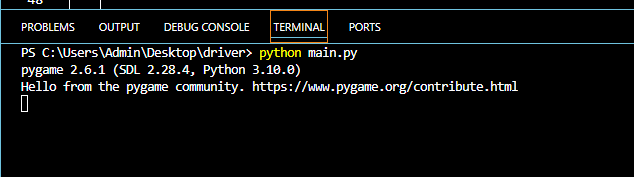 48
PROBLEMS OUTPUT DEBUG CONSOLE TERMINAL PORTS
PS C:\Users\Admin\Desktop\driver> python main.py
pygame 2.6.1 (SDL 2.28.4, Python 3.10.0)
Hello from the pygame community. https://www.pygame.org/contribute.html